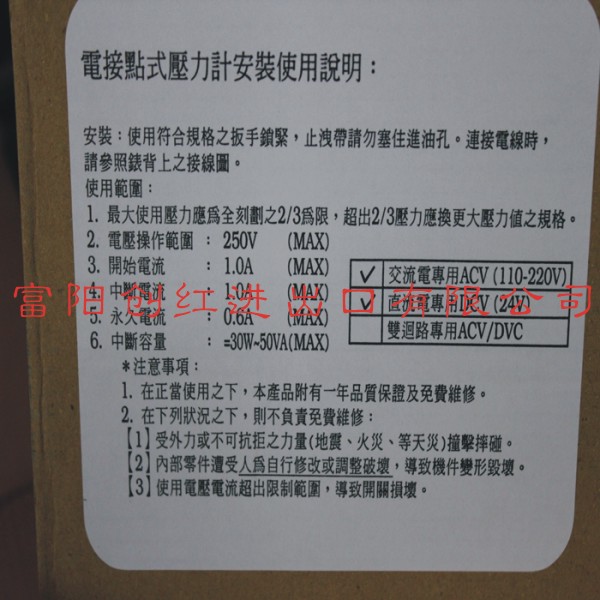 電接點式壓力計安裝使用說明：
安裝：使用符合規格之扳手鎖緊，止洩帶請勿塞住進油孔。連接電線時，
請參照錶背上之接線圖。
使用範圍：
1. 最大使用壓力應爲全刻劃之2/3爲限，超出2/3壓力應換更大壓力值之規格。
2. 電壓操作範圍 ： 250V (MAX)
3. 開始電流 ： 1.0A (MAX)
4. 中斷電流 ： 1.0A (MAX)
5. 永久電流 ： 0.6A (MAX)
6. 中斷容量 ： =30W~50VA(MAX)
✓ 交流電專用ACV (110-220V)
✓ 直流電專用DCV (24V)
雙迴路專用ACV/DVC
富阳创红进出口有限公司
*注意事項：
1. 在正當使用之下，本產品附有一年品質保證及免費維修。
2. 在下列狀況之下，則不負責免費維修：
【1】受外力或不可抗拒之力量(地震、火災、等天災)撞擊摔碰。
【2】內部零件遭受人爲自行修改或調整破壞，導致機件變形毀壞。
【3】使用電壓電流超出限制範圍，導致開關損壞。